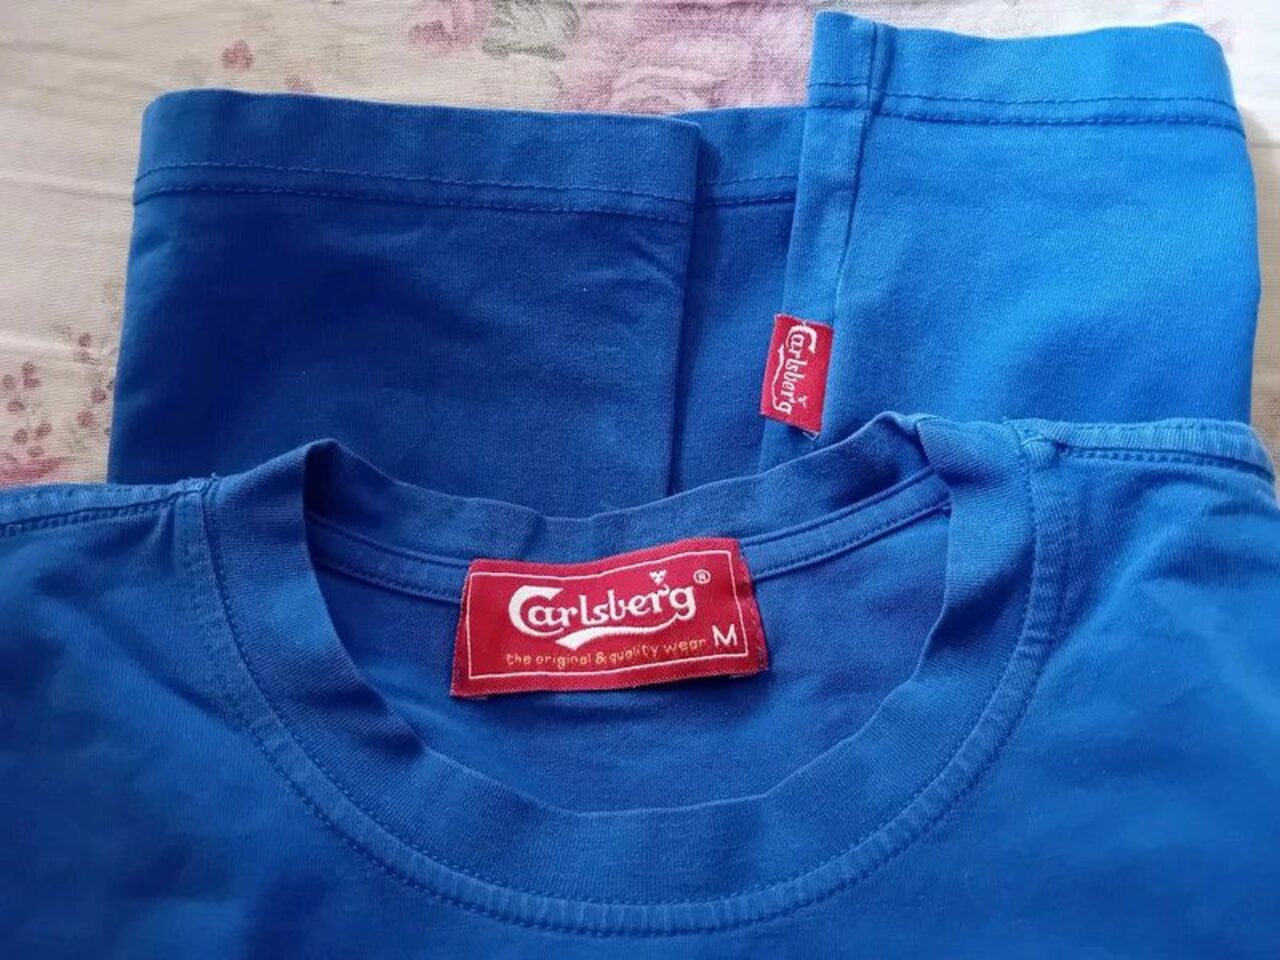 Carlsberg
Carlsberg®
the original & quality wear M